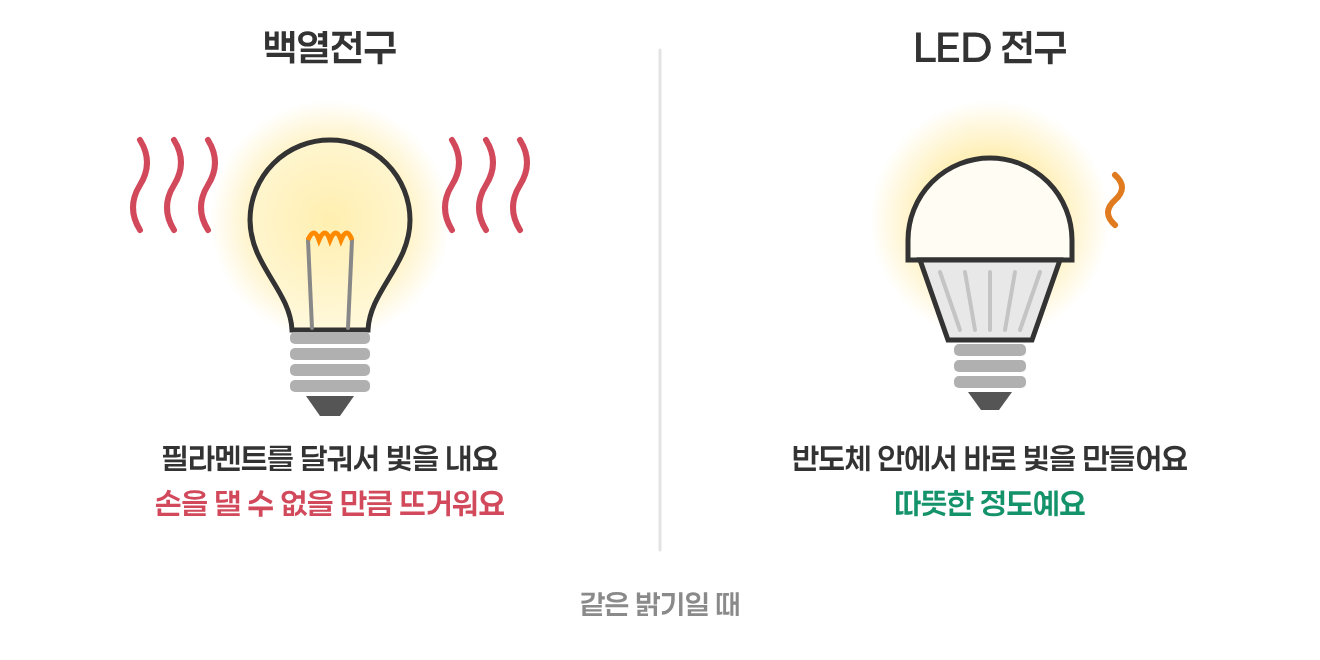 백열전구
필라멘트를 달궈서 빛을 내요
손을 댈 수 없을 만큼 뜨거워요
LED 전구
반도체 안에서 바로 빛을 만들어요
따뜻한 정도예요
같은 밝기일 때